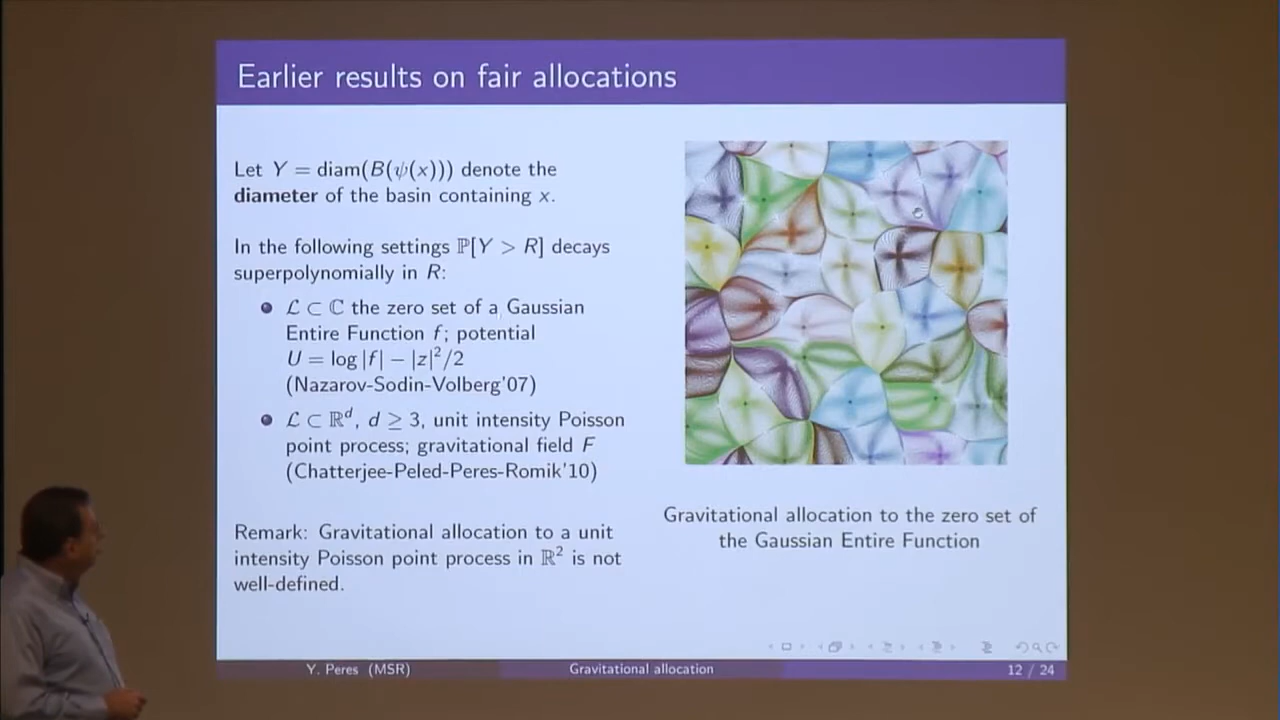 Earlier results on fair allocations
Let Y = diam(B(ψ(x))) denote the
diameter of the basin containing x.
In the following settings ℙ[Y > R] decays
superpolynomially in R:
ℒ ⊂ ℂ the zero set of a Gaussian
Entire Function f; potential
U = log|f| − |z|²/2
(Nazarov-Sodin-Volberg'07)
ℒ ⊂ ℝᵈ, d ≥ 3, unit intensity Poisson
point process; gravitational field F
(Chatterjee-Peled-Peres-Romik'10)
Remark: Gravitational allocation to a unit
intensity Poisson point process in ℝ² is not
well-defined.
Gravitational allocation to the zero set of
the Gaussian Entire Function
Y. Peres (MSR)
Gravitational allocation
12 / 24